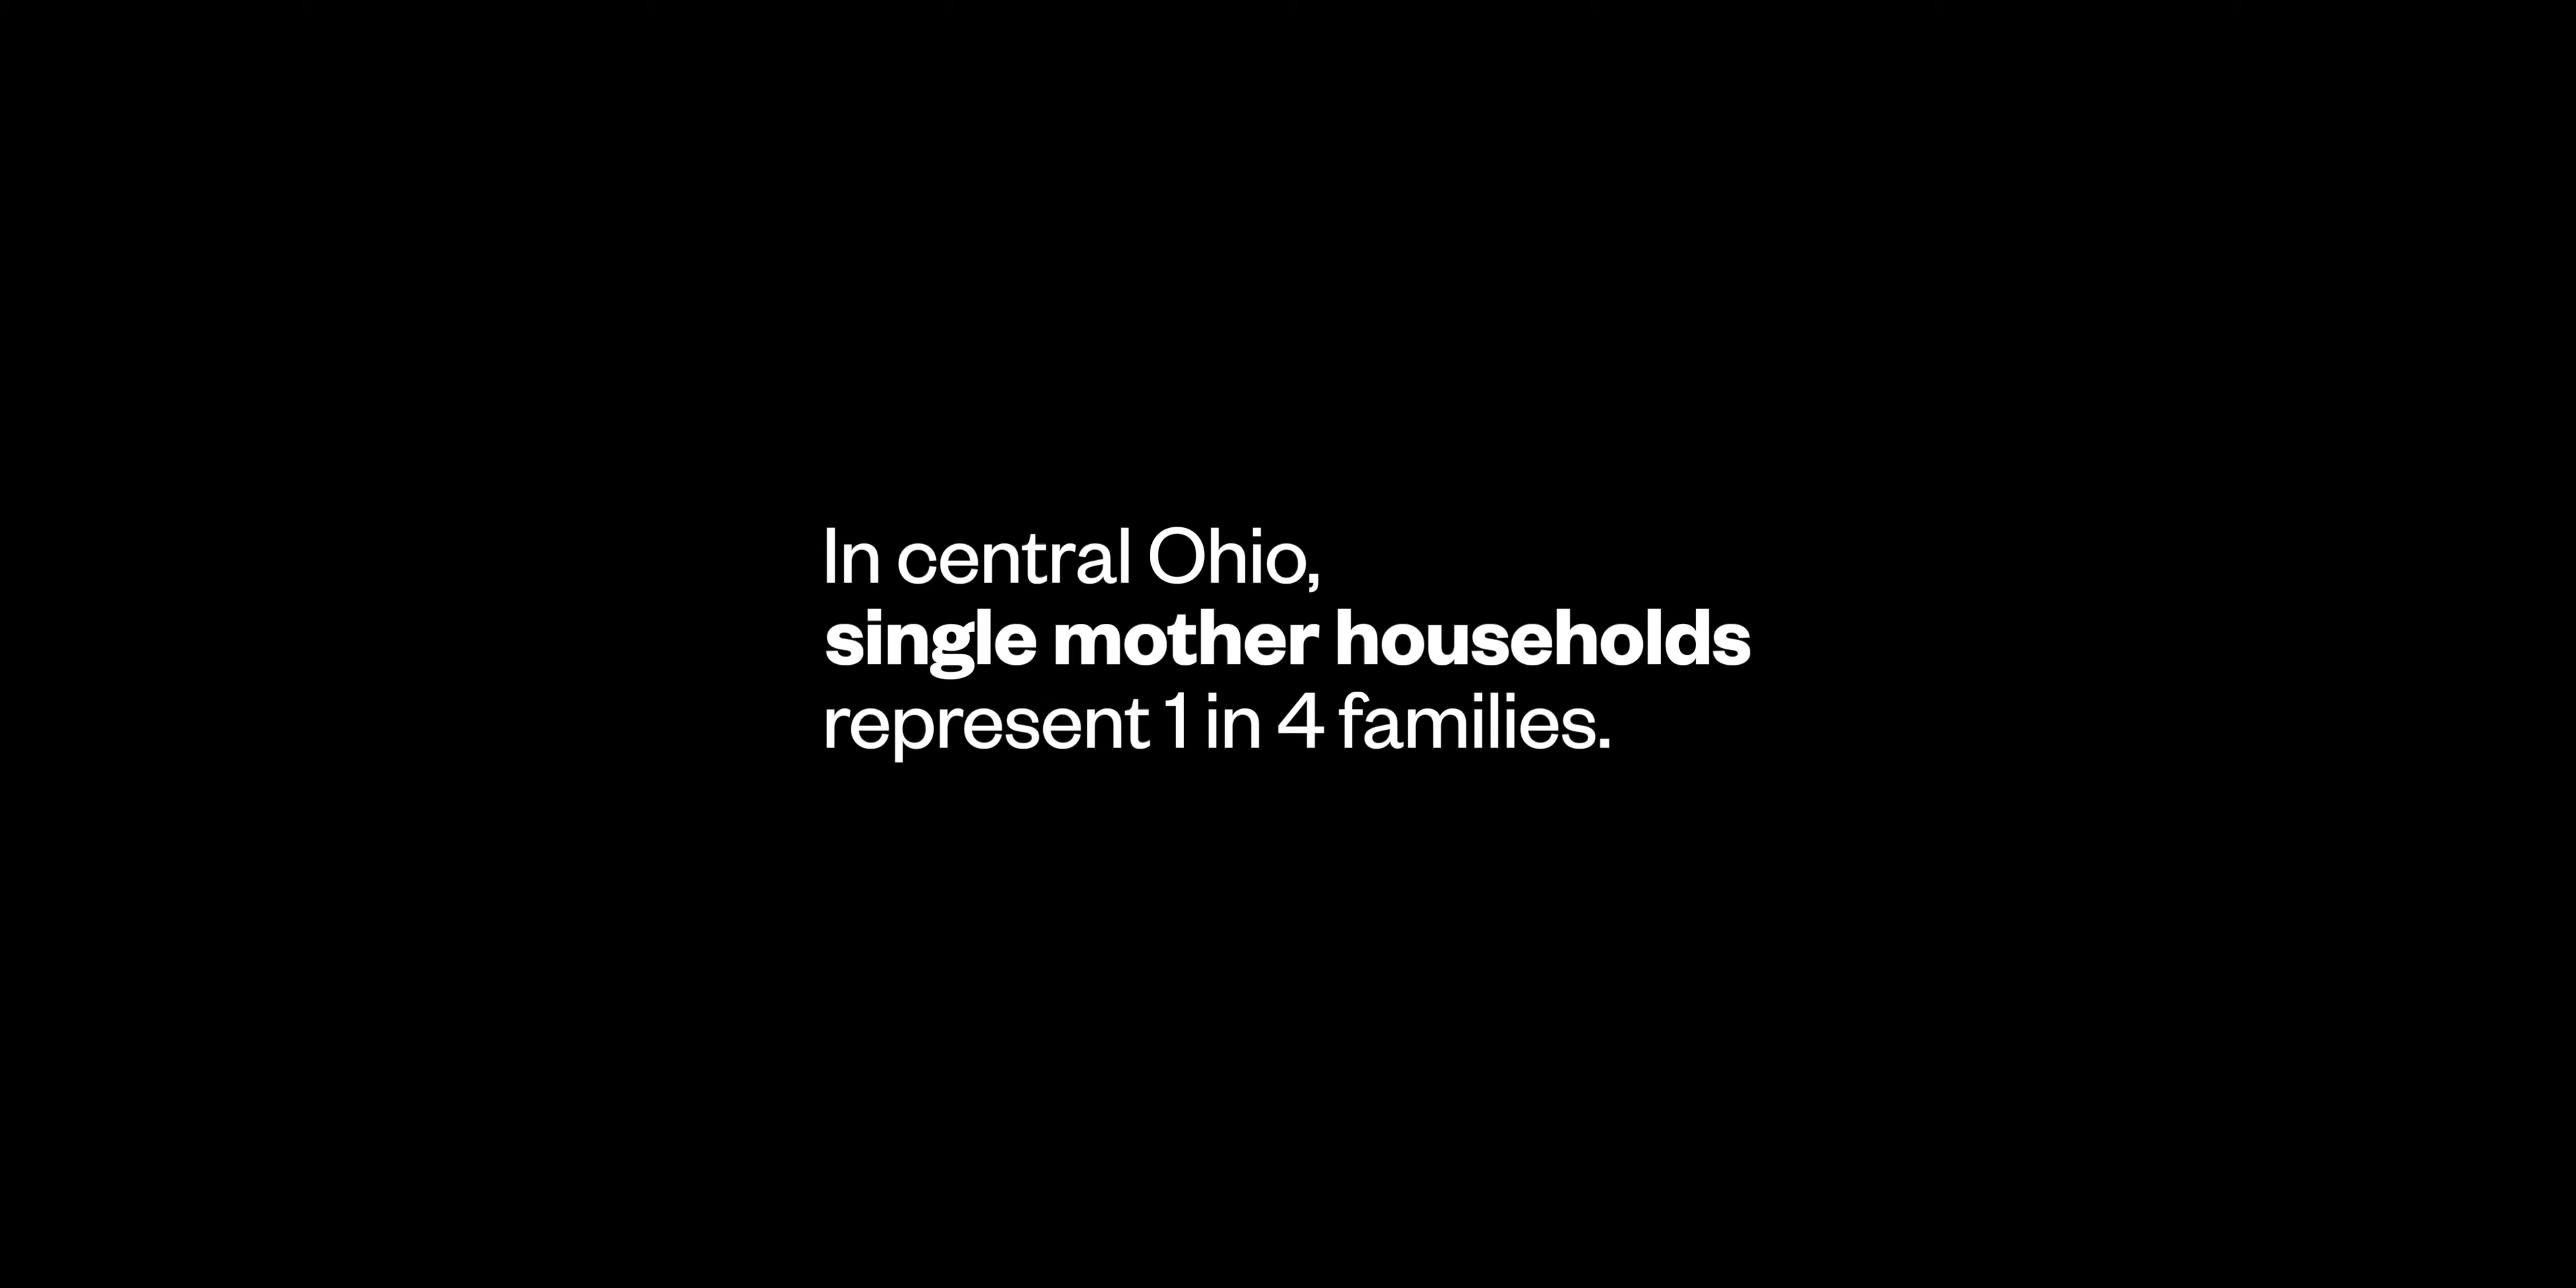 In central Ohio,
single mother households
represent 1 in 4 families.